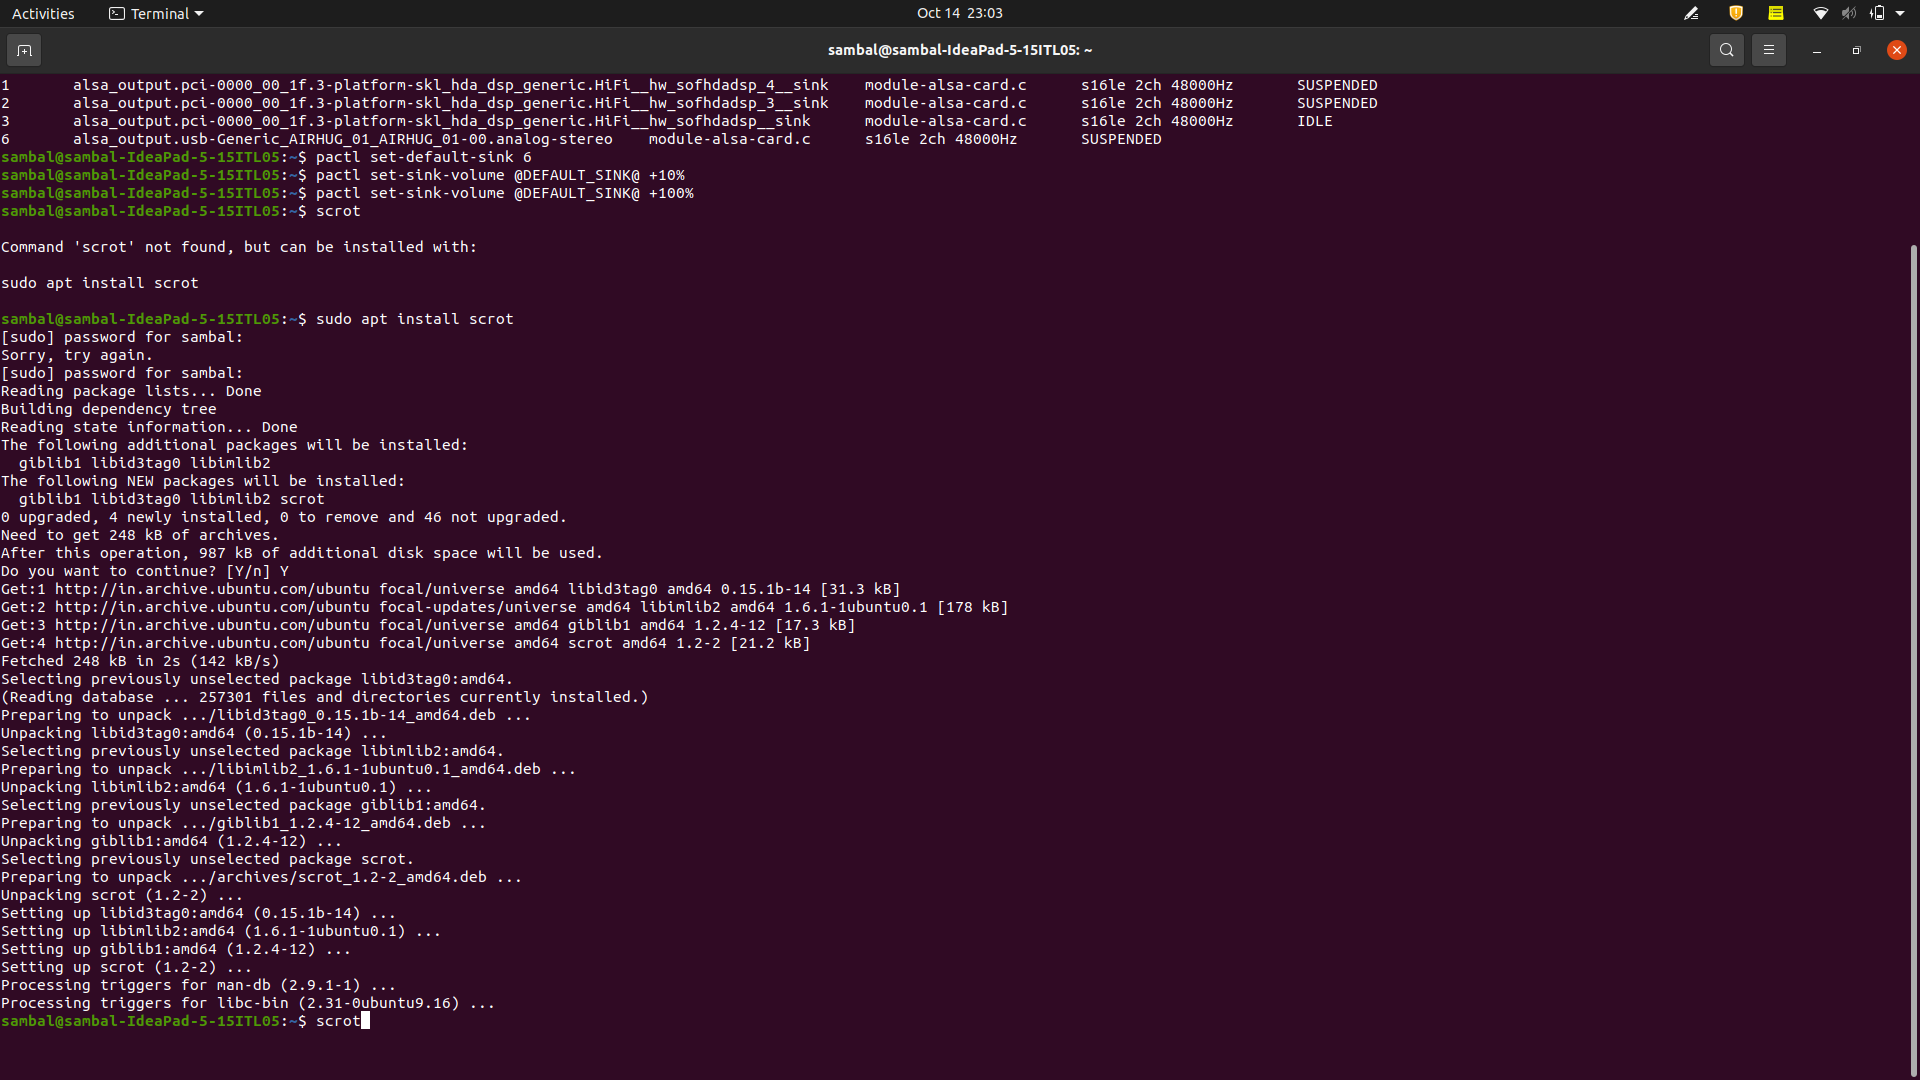 Activities Terminal Oct 14 23:03
sambal@sambal-IdeaPad-5-15ITL05: ~
1 alsa_output.pci-0000_00_1f.3-platform-skl_hda_dsp_generic.HiFi__hw_sofhdadsp_4__sink module-alsa-card.c s16le 2ch 48000Hz SUSPENDED
2 alsa_output.pci-0000_00_1f.3-platform-skl_hda_dsp_generic.HiFi__hw_sofhdadsp_3__sink module-alsa-card.c s16le 2ch 48000Hz SUSPENDED
3 alsa_output.pci-0000_00_1f.3-platform-skl_hda_dsp_generic.HiFi__hw_sofhdadsp__sink module-alsa-card.c s16le 2ch 48000Hz IDLE
6 alsa_output.usb-Generic_AIRHUG_01_AIRHUG_01-00.analog-stereo module-alsa-card.c s16le 2ch 48000Hz SUSPENDED
sambal@sambal-IdeaPad-5-15ITL05:~$ pactl set-default-sink 6
sambal@sambal-IdeaPad-5-15ITL05:~$ pactl set-sink-volume @DEFAULT_SINK@ +10%
sambal@sambal-IdeaPad-5-15ITL05:~$ pactl set-sink-volume @DEFAULT_SINK@ +100%
sambal@sambal-IdeaPad-5-15ITL05:~$ scrot
Command 'scrot' not found, but can be installed with:
sudo apt install scrot
sambal@sambal-IdeaPad-5-15ITL05:~$ sudo apt install scrot
[sudo] password for sambal:
Sorry, try again.
[sudo] password for sambal:
Reading package lists... Done
Building dependency tree
Reading state information... Done
The following additional packages will be installed:
giblib1 libid3tag0 libimlib2
The following NEW packages will be installed:
giblib1 libid3tag0 libimlib2 scrot
0 upgraded, 4 newly installed, 0 to remove and 46 not upgraded.
Need to get 248 kB of archives.
After this operation, 987 kB of additional disk space will be used.
Do you want to continue? [Y/n] Y
Get:1 http://in.archive.ubuntu.com/ubuntu focal/universe amd64 libid3tag0 amd64 0.15.1b-14 [31.3 kB]
Get:2 http://in.archive.ubuntu.com/ubuntu focal-updates/universe amd64 libimlib2 amd64 1.6.1-1ubuntu0.1 [178 kB]
Get:3 http://in.archive.ubuntu.com/ubuntu focal/universe amd64 giblib1 amd64 1.2.4-12 [17.3 kB]
Get:4 http://in.archive.ubuntu.com/ubuntu focal/universe amd64 scrot amd64 1.2-2 [21.2 kB]
Fetched 248 kB in 2s (142 kB/s)
Selecting previously unselected package libid3tag0:amd64.
(Reading database ... 257301 files and directories currently installed.)
Preparing to unpack .../libid3tag0_0.15.1b-14_amd64.deb ...
Unpacking libid3tag0:amd64 (0.15.1b-14) ...
Selecting previously unselected package libimlib2:amd64.
Preparing to unpack .../libimlib2_1.6.1-1ubuntu0.1_amd64.deb ...
Unpacking libimlib2:amd64 (1.6.1-1ubuntu0.1) ...
Selecting previously unselected package giblib1:amd64.
Preparing to unpack .../giblib1_1.2.4-12_amd64.deb ...
Unpacking giblib1:amd64 (1.2.4-12) ...
Selecting previously unselected package scrot.
Preparing to unpack .../archives/scrot_1.2-2_amd64.deb ...
Unpacking scrot (1.2-2) ...
Setting up libid3tag0:amd64 (0.15.1b-14) ...
Setting up libimlib2:amd64 (1.6.1-1ubuntu0.1) ...
Setting up giblib1:amd64 (1.2.4-12) ...
Setting up scrot (1.2-2) ...
Processing triggers for man-db (2.9.1-1) ...
Processing triggers for libc-bin (2.31-0ubuntu9.16) ...
sambal@sambal-IdeaPad-5-15ITL05:~$ scrot